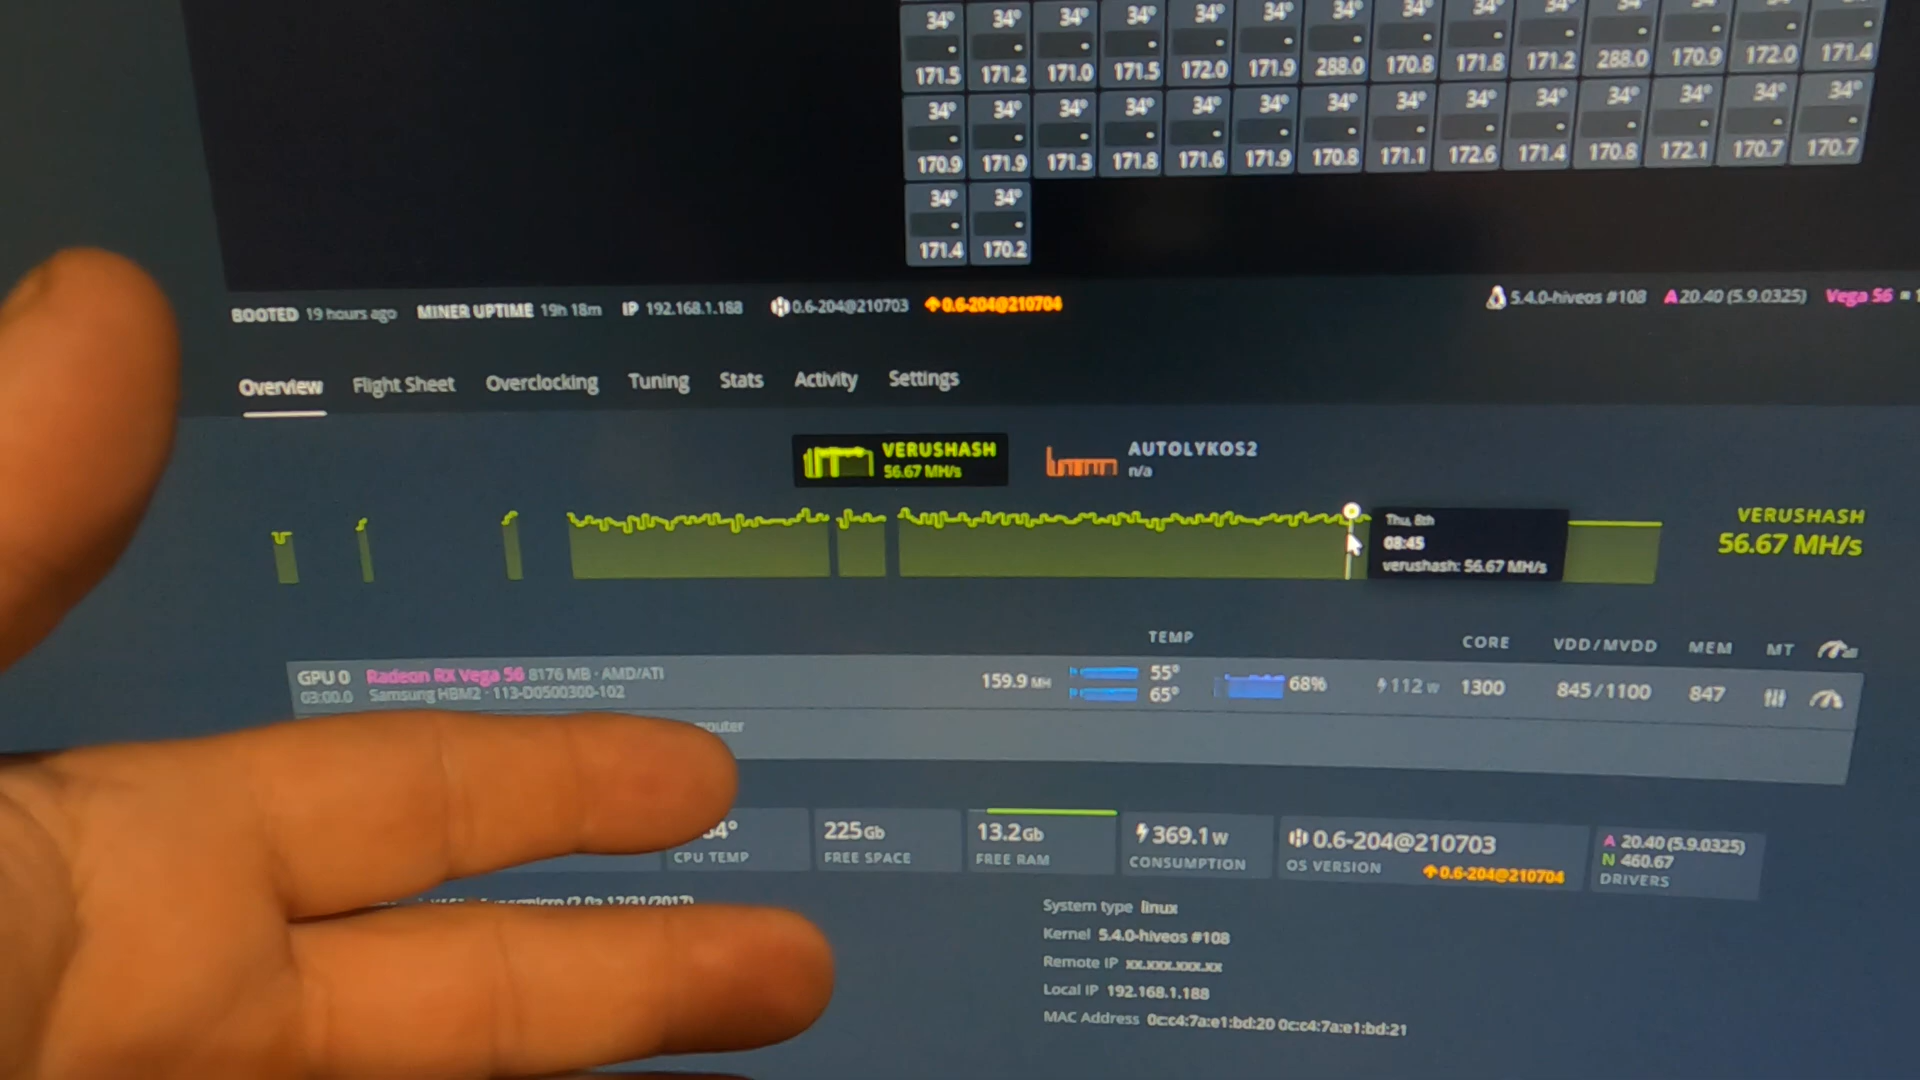 34° 34° 34° 34° 34° 34° 34° 34° 34° 34° 34°
171.5 171.2 171.0 171.5 172.0 171.9 288.0 170.8 171.8 171.2 288.0 170.9 172.0 171.4
34° 34° 34° 34° 34° 34° 34° 34° 34° 34° 34° 34° 34° 34°
170.9 171.9 171.3 171.8 171.6 171.9 170.8 171.1 172.6 171.4 170.8 172.1 170.7 170.7
34° 34°
171.4 170.2
BOOTED 19 hours ago MINER UPTIME 19h 18m IP 192.168.1.188 0.6-204@210703 0.6-204@210704 5.4.0-hiveos #108 A 20.40 (5.9.0325) Vega 56
Overview Flight Sheet Overclocking Tuning Stats Activity Settings
VERUSHASH
56.67 MH/s
AUTOLYKOS2
n/a
Thu, 8th
08:45
verushash: 56.67 MH/s
VERUSHASH
56.67 MH/s
TEMP CORE VDD/MVDD MEM MT
GPU 0 Radeon RX Vega 56 8176 MB · AMD/ATI 159.9 MH 55° 68% 112 w 1300 845/1100 847
03:00.0 Samsung HBM2 · 113-D0500300-102 65°
4°
CPU TEMP
225Gb
FREE SPACE
13.2Gb
FREE RAM
369.1 w
CONSUMPTION
0.6-204@210703
OS VERSION 0.6-204@210704
A 20.40 (5.9.0325)
N 460.67
DRIVERS
System type linux
Kernel 5.4.0-hiveos #108
Remote IP xx.xxx.xxx.xx
Local IP 192.168.1.188
MAC Address 0c:c4:7a:e1:bd:20 0c:c4:7a:e1:bd:21